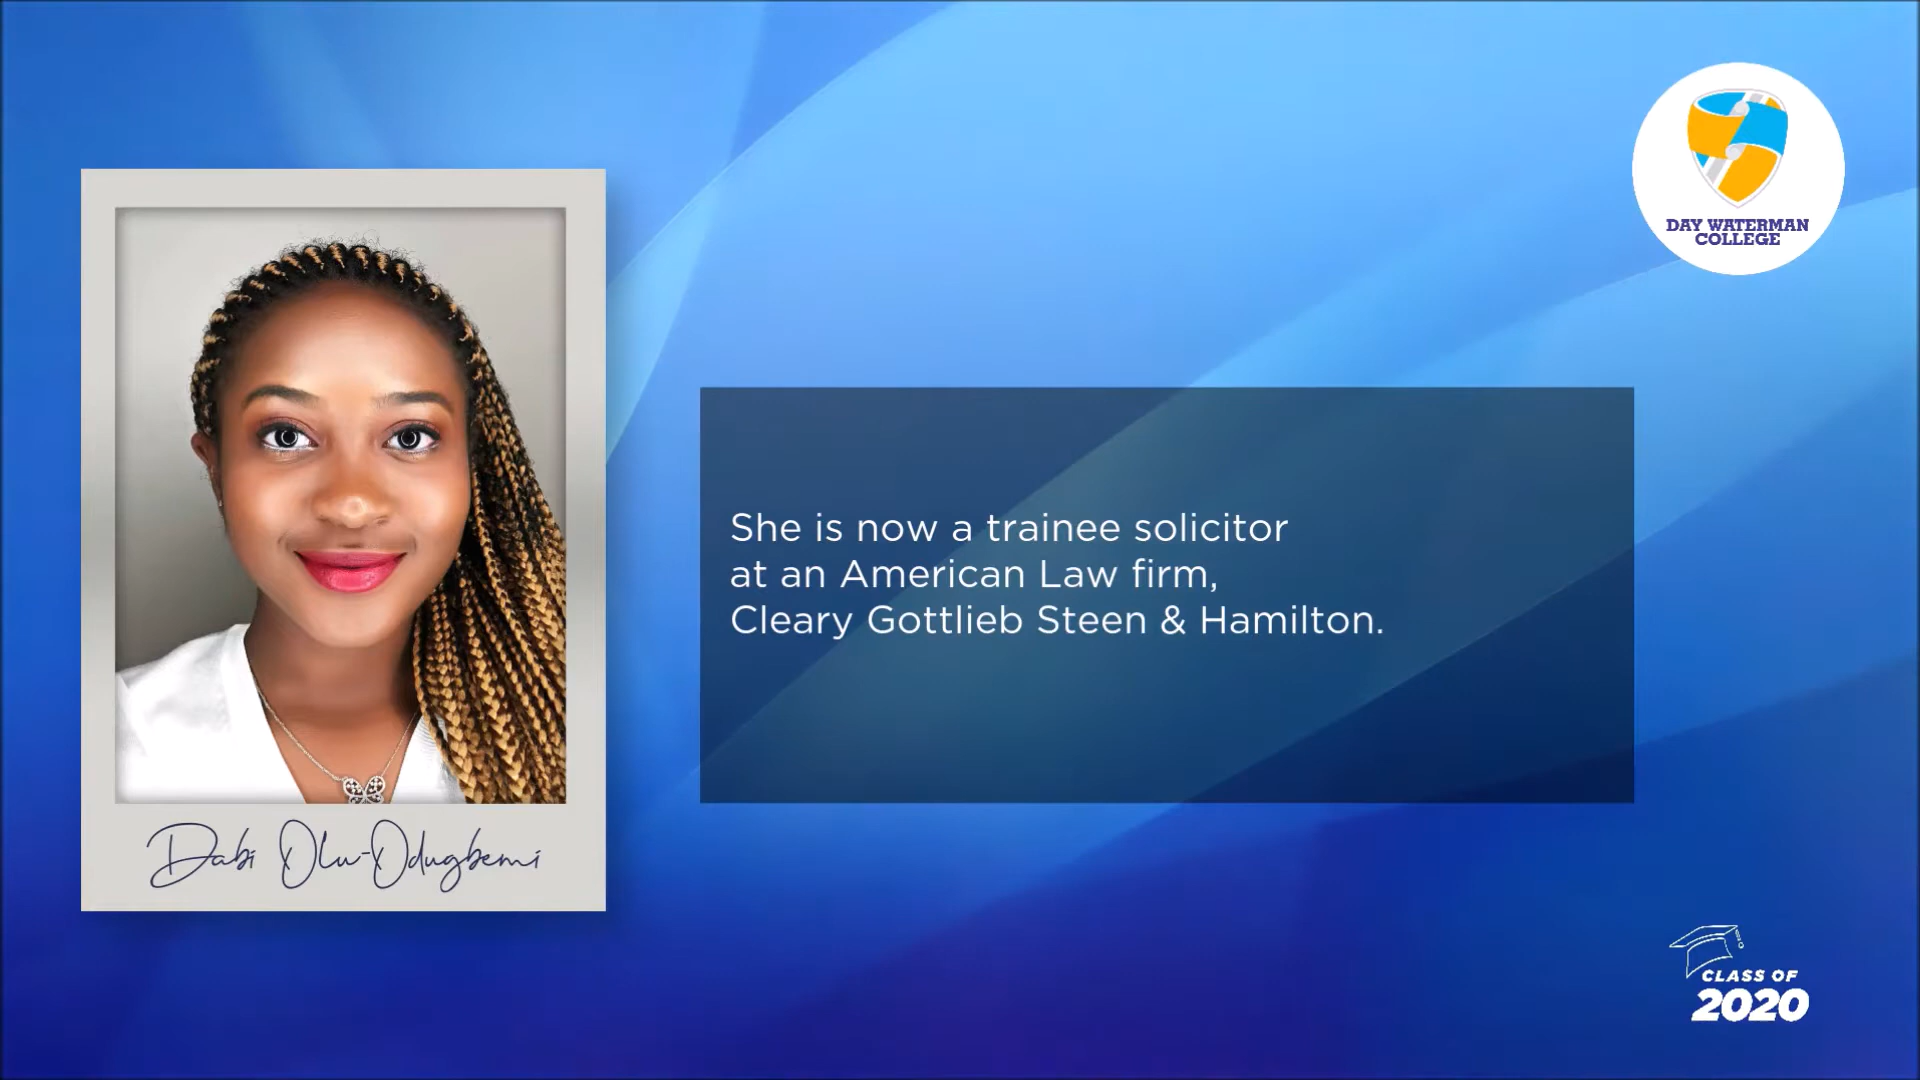 DAY WATERMAN
COLLEGE
She is now a trainee solicitor
at an American Law firm,
Cleary Gottlieb Steen & Hamilton.
Dabi Olu-Odugbemi
CLASS OF
2020